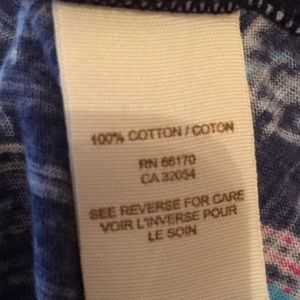 100% COTTON / COTON
RN 66170
CA 32054
SEE REVERSE FOR CARE
VOIR L'INVERSE POUR
LE SOIN